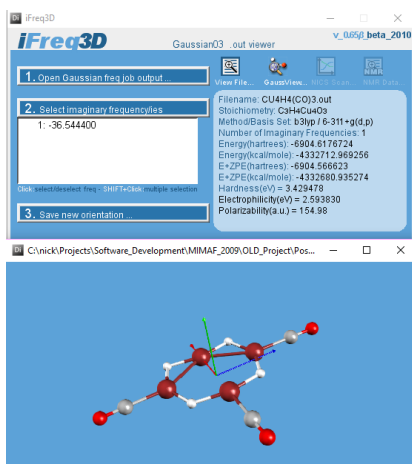 iFreq3D
iFreq3D
Gaussian03 .out viewer
v_0.65β_beta_2010
1. Open Gaussian freq job output ...
View File...
GaussView...
NICS Scan...
NMR Data...
2. Select imaginary frequency/ies
1: -36.544400
Click select/deselect freq - SHIFT+Click multiple selection
3. Save new orientation ...
Filename: CU4H4(CO)3.out
Stoichiometry: C3H4Cu4O3
Method/Basis Set: b3lyp / 6-311+g(d,p)
Number of Imaginary Frequencies: 1
Energy(hartrees): -6904.6176724
Energy(kcal/mole): -4332712.969256
E+ZPE(hartrees): -6904.566623
E+ZPE(kcal/mole): -4332680.935274
Hardness(eV) = 3.429478
Electrophilicity(eV) = 2.593830
Polarizability(a.u.) = 154.98
C:\nick\Projects\Software_Development\MIMAF_2009\OLD_Project\Pos...